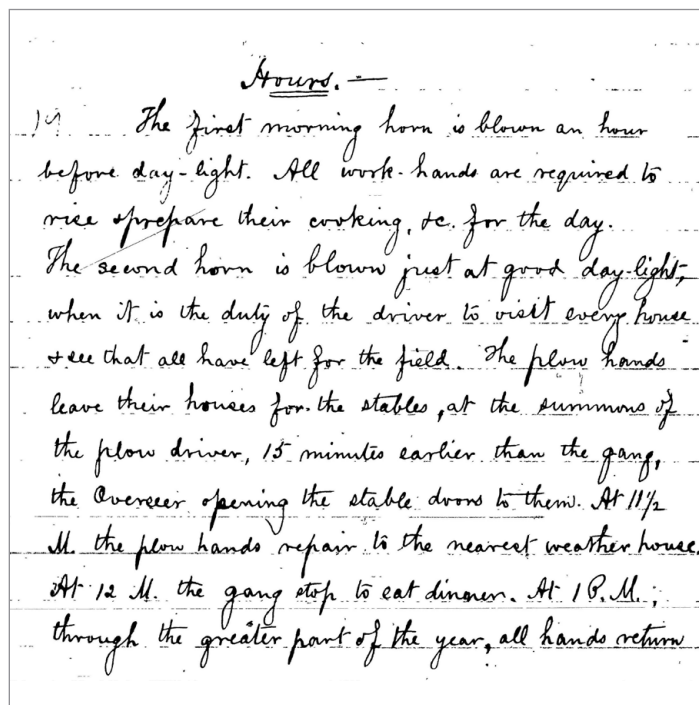 Hours. —
The first morning horn is blown an hour
before day-light. All work-hands are required to
rise & prepare their cooking, &c. for the day.
The second horn is blown just at good day-light,
when it is the duty of the driver to visit every house
& see that all have left for the field. The plow hands
leave their houses for the stables, at the summons of
the plow driver, 15 minutes earlier than the gang,
the Overseer opening the stable doors to them. At 11½
M. the plow hands repair to the nearest weather house.
At 12 M. the gang stop to eat dinner. At 1 P.M.;
through the greater part of the year, all hands return